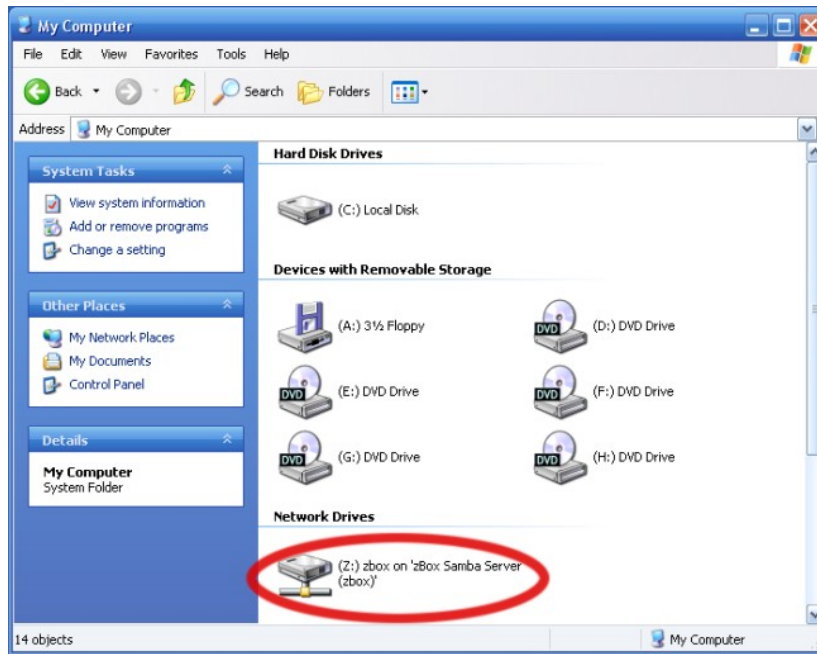 My Computer
File Edit View Favorites Tools Help
Back Search Folders
Address My Computer
System Tasks
View system information
Add or remove programs
Change a setting
Other Places
My Network Places
My Documents
Control Panel
Details
My Computer
System Folder
Hard Disk Drives
(C:) Local Disk
Devices with Removable Storage
(A:) 3½ Floppy
DVD (D:) DVD Drive
DVD (E:) DVD Drive
DVD (F:) DVD Drive
DVD (G:) DVD Drive
DVD (H:) DVD Drive
Network Drives
(Z:) zbox on 'zBox Samba Server
(zbox)'
14 objects
My Computer